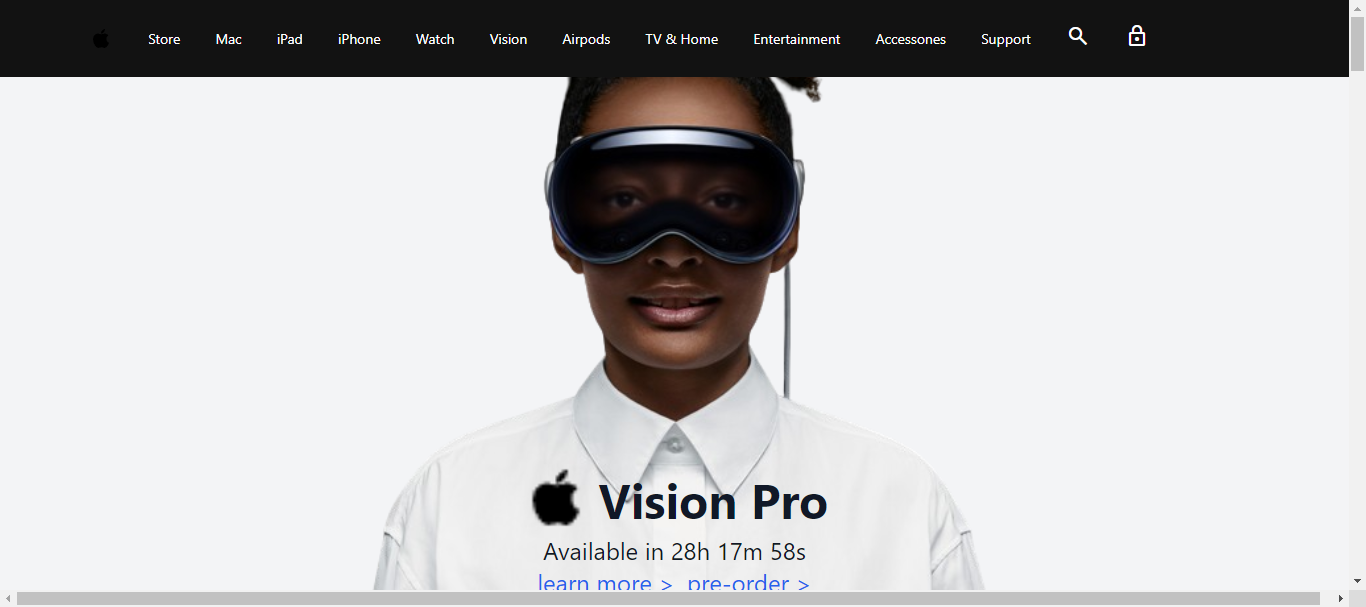 Store Mac iPad iPhone Watch Vision Airpods TV & Home Entertainment Accessones Support
Vision Pro
Available in 28h 17m 58s
learn more > pre-order >